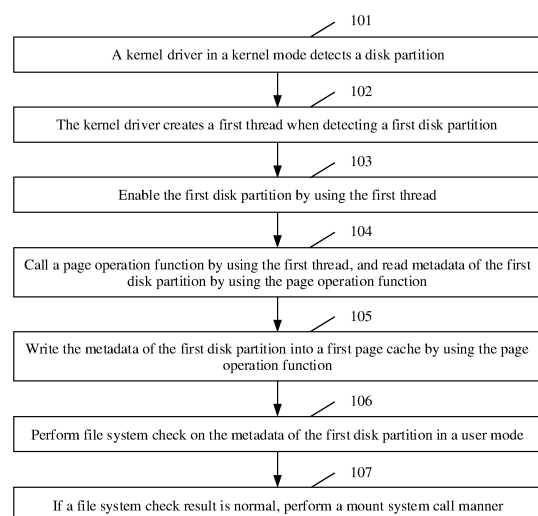 101
A kernel driver in a kernel mode detects a disk partition
102
The kernel driver creates a first thread when detecting a first disk partition
103
Enable the first disk partition by using the first thread
104
Call a page operation function by using the first thread, and read metadata of the first
disk partition by using the page operation function
105
Write the metadata of the first disk partition into a first page cache by using the page
operation function
106
Perform file system check on the metadata of the first disk partition in a user mode
107
If a file system check result is normal, perform a mount system call manner